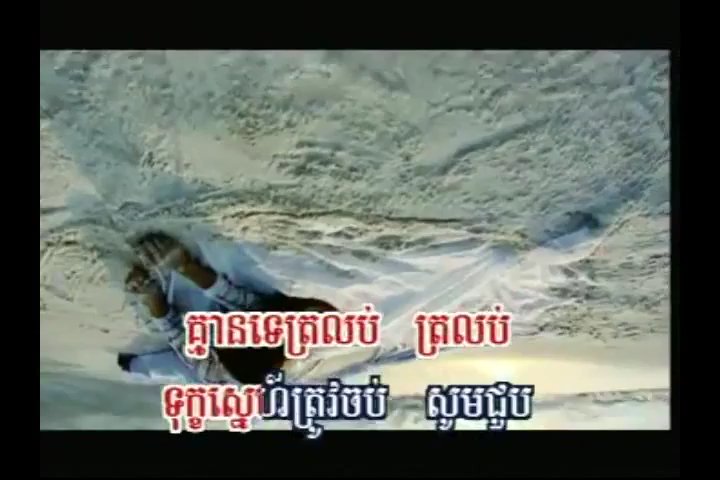 គ្មានទេត្រលប់ ត្រលប់
ទុក្ខស្នេហ៍ត្រូវចប់ សូមជួប